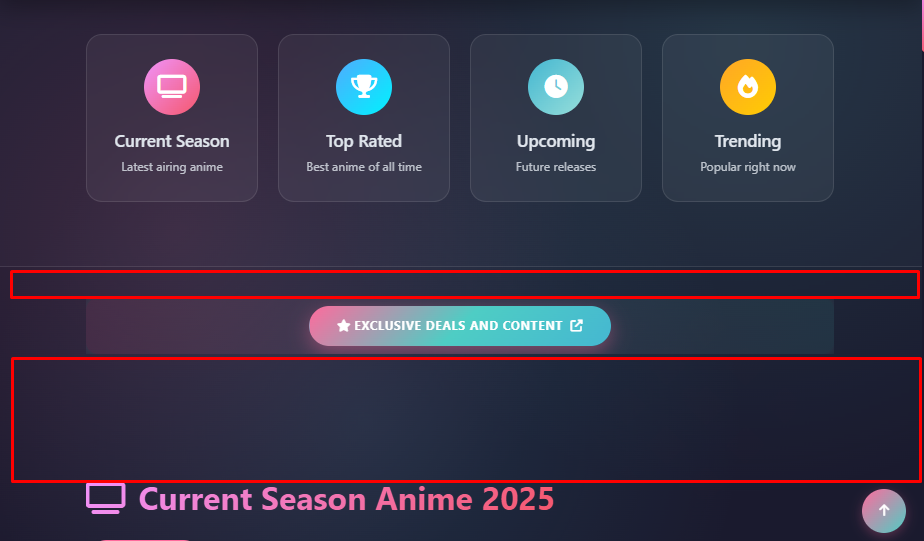 Current Season
Latest airing anime
Top Rated
Best anime of all time
Upcoming
Future releases
Trending
Popular right now
EXCLUSIVE DEALS AND CONTENT
Current Season Anime 2025